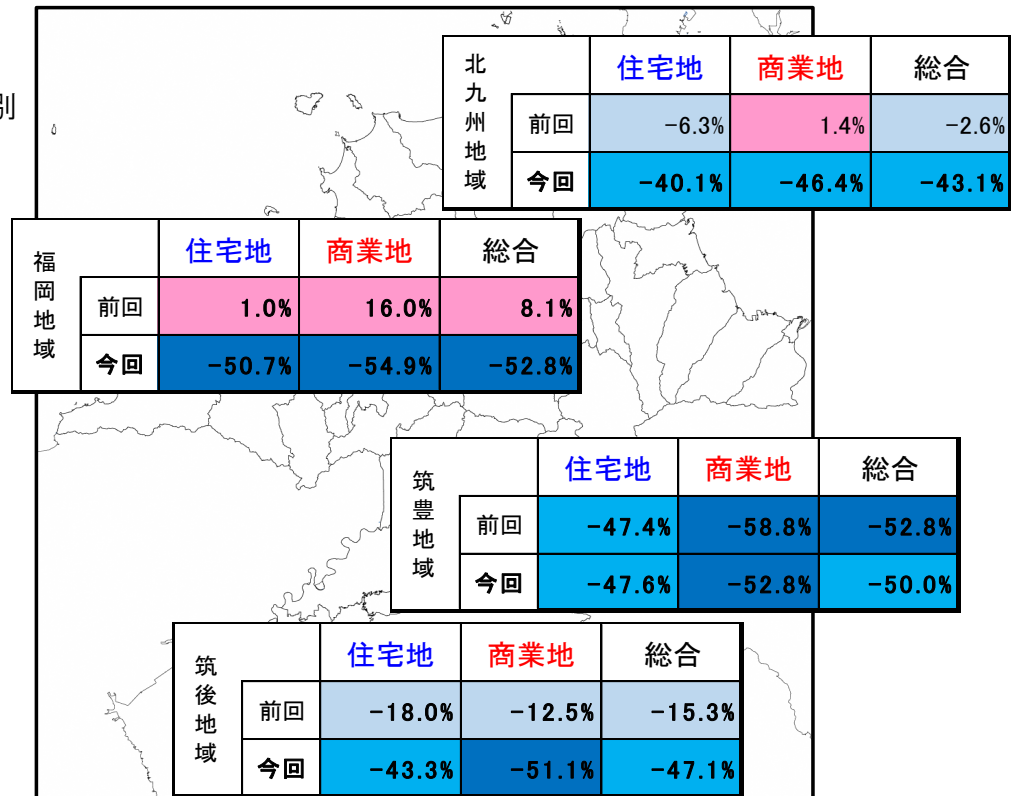 別
北九州地域
住宅地 商業地 総合
前回 -6.3% 1.4% -2.6%
今回 -40.1% -46.4% -43.1%
福岡地域
住宅地 商業地 総合
前回 1.0% 16.0% 8.1%
今回 -50.7% -54.9% -52.8%
筑豊地域
住宅地 商業地 総合
前回 -47.4% -58.8% -52.8%
今回 -47.6% -52.8% -50.0%
筑後地域
住宅地 商業地 総合
前回 -18.0% -12.5% -15.3%
今回 -43.3% -51.1% -47.1%